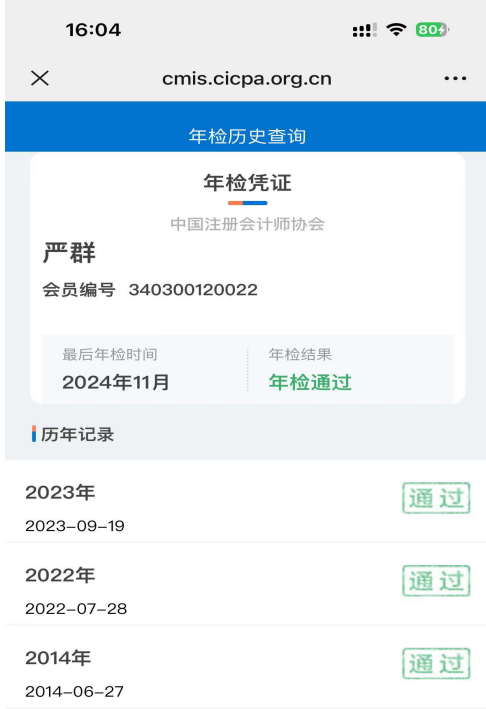 16:04
80
cmis.cicpa.org.cn
年检历史查询
年检凭证
中国注册会计师协会
严群
会员编号 340300120022
最后年检时间 年检结果
2024年11月 年检通过
历年记录
2023年 通过
2023-09-19
2022年 通过
2022-07-28
2014年 通过
2014-06-27